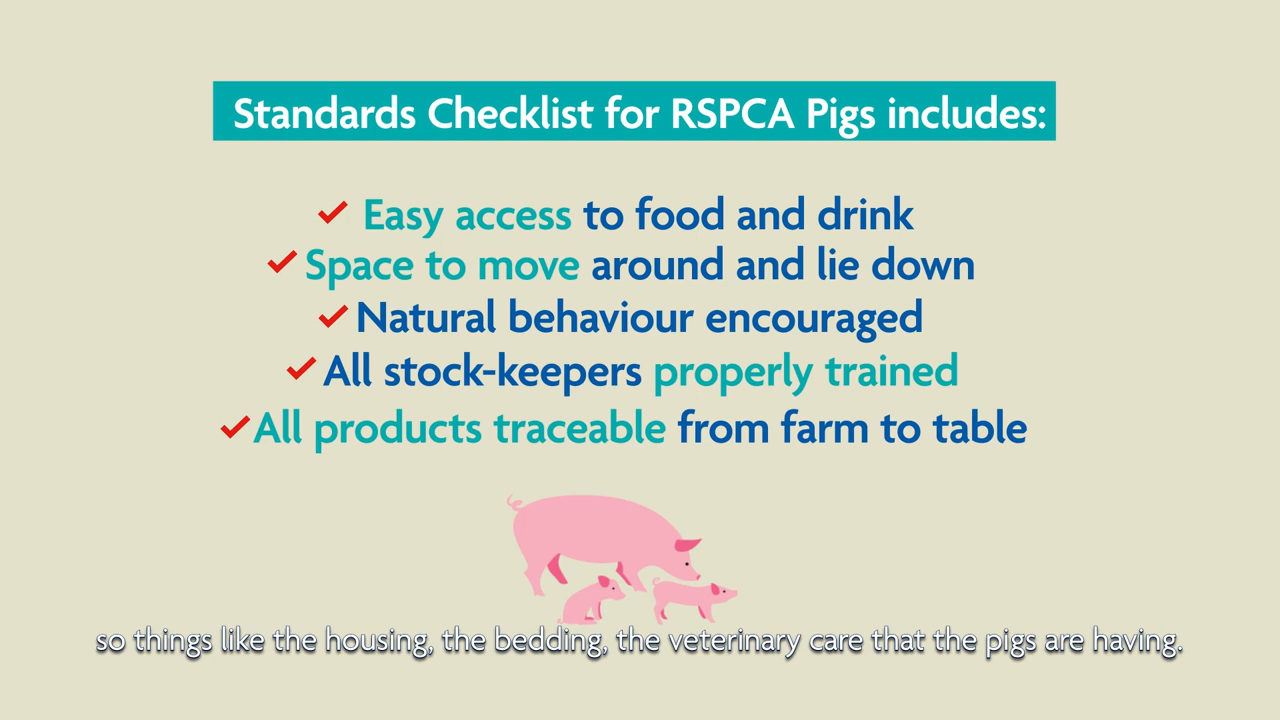 Standards Checklist for RSPCA Pigs includes:
Easy access to food and drink
Space to move around and lie down
Natural behaviour encouraged
All stock-keepers properly trained
All products traceable from farm to table
so things like the housing, the bedding, the veterinary care that the pigs are having.